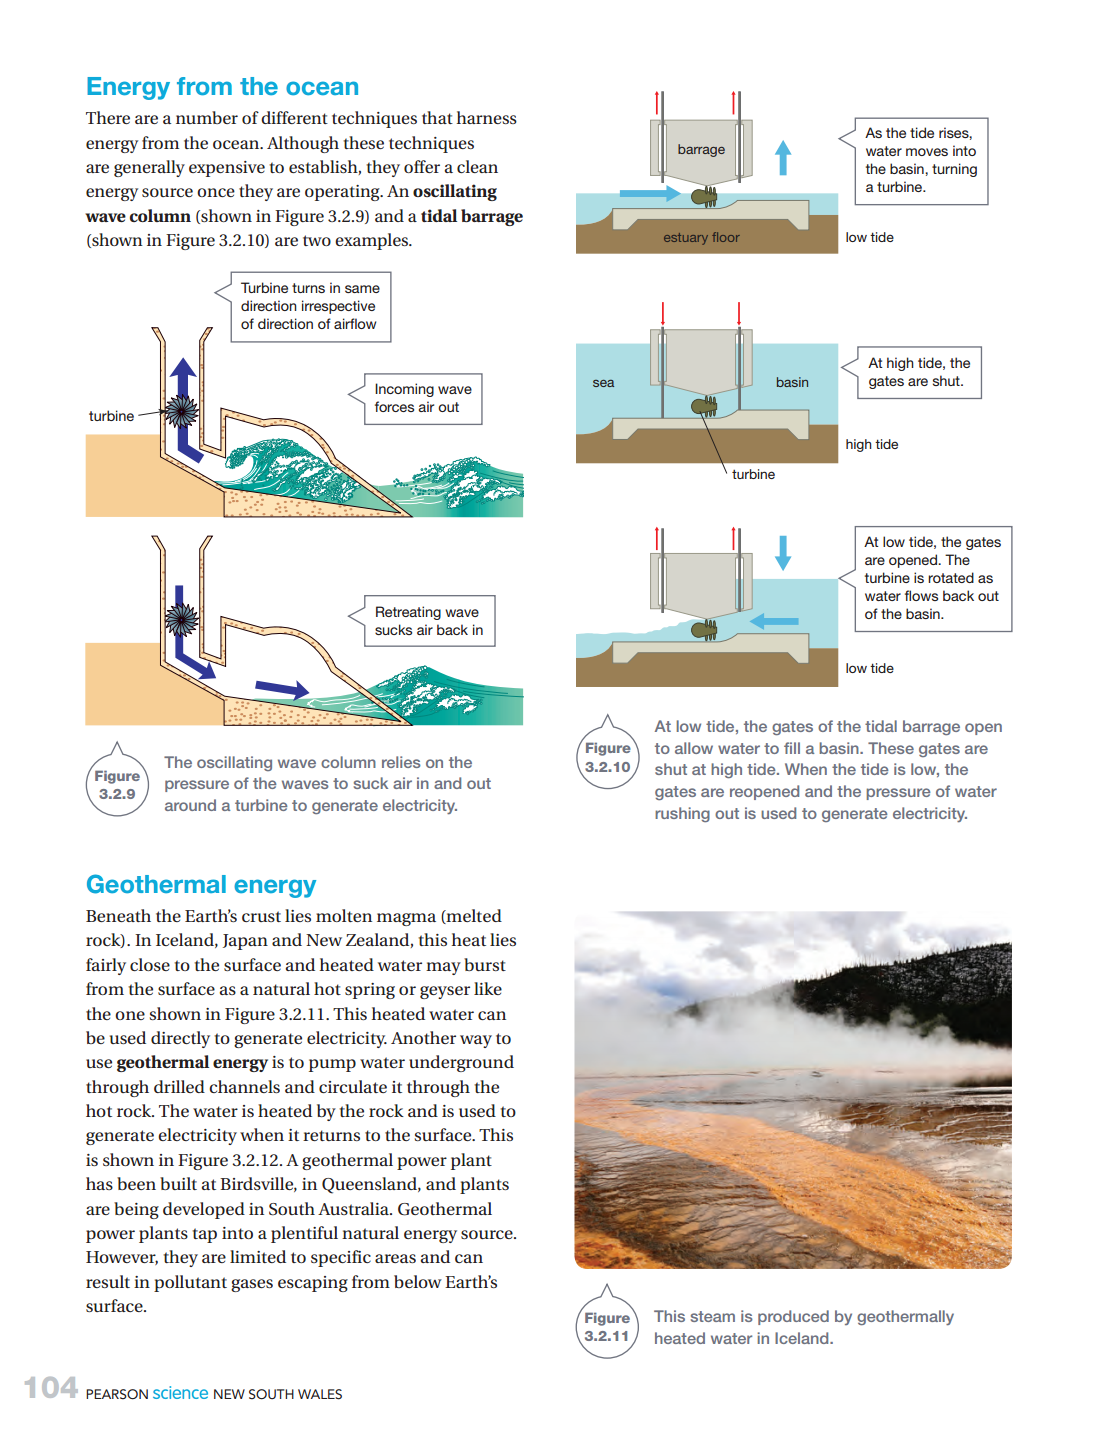 Energy from the ocean
There are a number of different techniques that harness
energy from the ocean. Although these techniques
are generally expensive to establish, they offer a clean
energy source once they are operating. An oscillating
wave column (shown in Figure 3.2.9) and a tidal barrage
(shown in Figure 3.2.10) are two examples.
Turbine turns in same
direction irrespective
of direction of airflow
Incoming wave
forces air out
turbine
Retreating wave
sucks air back in
Figure
3.2.9
The oscillating wave column relies on the
pressure of the waves to suck air in and out
around a turbine to generate electricity.
barrage
As the tide rises,
water moves into
the basin, turning
a turbine.
estuary floor
low tide
sea
basin
At high tide, the
gates are shut.
high tide
turbine
At low tide, the gates
are opened. The
turbine is rotated as
water flows back out
of the basin.
low tide
Figure
3.2.10
At low tide, the gates of the tidal barrage open
to allow water to fill a basin. These gates are
shut at high tide. When the tide is low, the
gates are reopened and the pressure of water
rushing out is used to generate electricity.
Geothermal energy
Beneath the Earth's crust lies molten magma (melted
rock). In Iceland, Japan and New Zealand, this heat lies
fairly close to the surface and heated water may burst
from the surface as a natural hot spring or geyser like
the one shown in Figure 3.2.11. This heated water can
be used directly to generate electricity. Another way to
use geothermal energy is to pump water underground
through drilled channels and circulate it through the
hot rock. The water is heated by the rock and is used to
generate electricity when it returns to the surface. This
is shown in Figure 3.2.12. A geothermal power plant
has been built at Birdsville, in Queensland, and plants
are being developed in South Australia. Geothermal
power plants tap into a plentiful natural energy source.
However, they are limited to specific areas and can
result in pollutant gases escaping from below Earth's
surface.
Figure
3.2.11
This steam is produced by geothermally
heated water in Iceland.
104 PEARSON science NEW SOUTH WALES